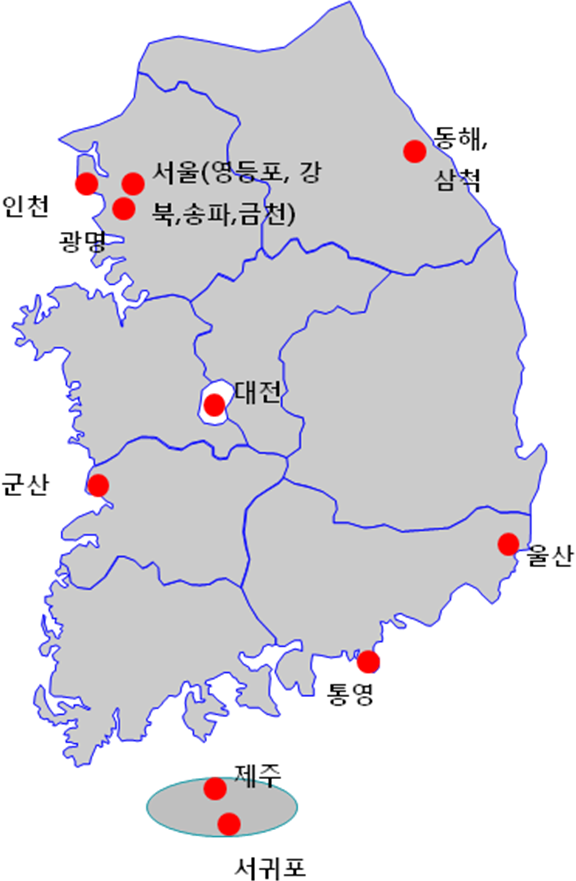 동해,
삼척
서울(영등포, 강
북,송파,금천)
인천
광명
대전
군산
울산
통영
제주
서귀포